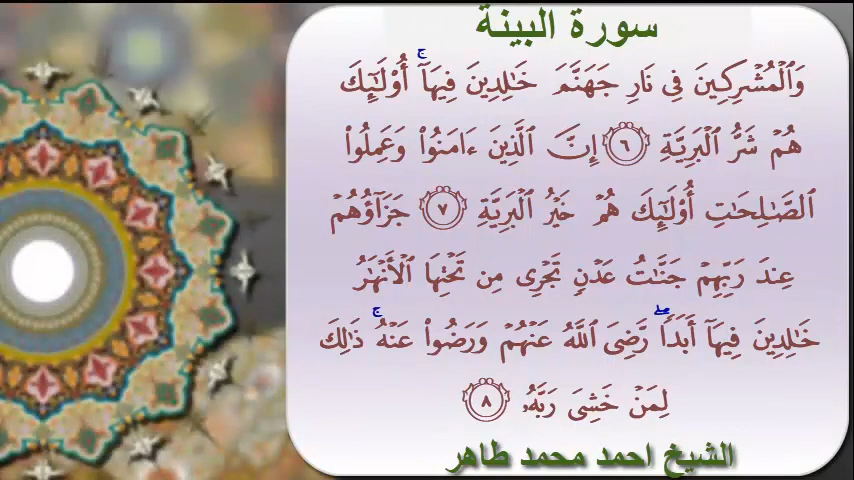 سورة البينة
وَٱلْمُشْرِكِينَ فِى نَارِ جَهَنَّمَ خَٰلِدِينَ فِيهَآ ۚ أُو۟لَٰٓئِكَ
هُمْ شَرُّ ٱلْبَرِيَّةِ ٦ إِنَّ ٱلَّذِينَ ءَامَنُوا۟ وَعَمِلُوا۟
ٱلصَّٰلِحَٰتِ أُو۟لَٰٓئِكَ هُمْ خَيْرُ ٱلْبَرِيَّةِ ٧ جَزَآؤُهُمْ
عِندَ رَبِّهِمْ جَنَّٰتُ عَدْنٍ تَجْرِى مِن تَحْتِهَا ٱلْأَنْهَٰرُ
خَٰلِدِينَ فِيهَآ أَبَدًا ۖ رَّضِىَ ٱللَّهُ عَنْهُمْ وَرَضُوا۟ عَنْهُ ۚ ذَٰلِكَ
لِمَنْ خَشِىَ رَبَّهُۥ ٨
الشيخ احمد محمد طاهر